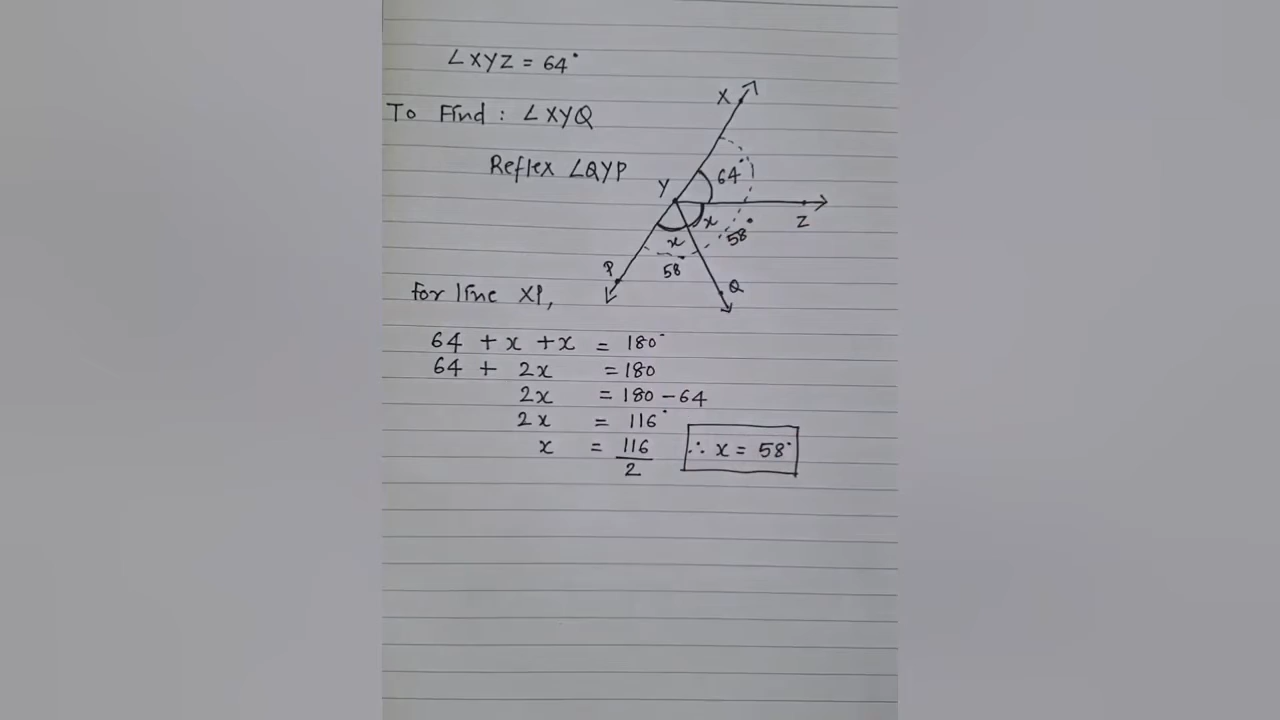 ∠XYZ = 64°
To Find : ∠XYQ
Reflex ∠QYP
X
64°
Y
x
Z
58°
x
58°
P
Q
for line XP,
64 + x + x = 180°
64 + 2x = 180
2x = 180 - 64
2x = 116°
x = 116/2
∴ x = 58°